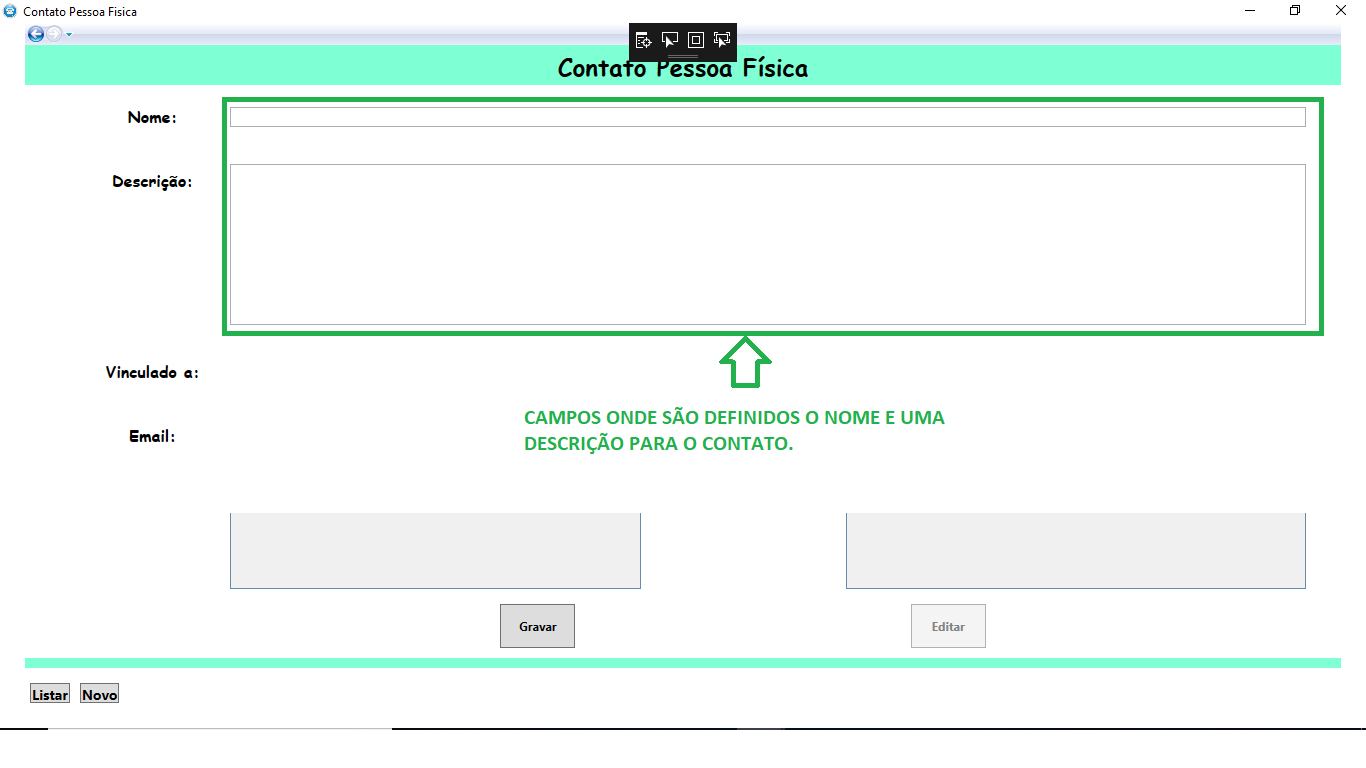 Contato Pessoa Fisica
Contato Pessoa Física
Nome:
Descrição:
Vinculado a:
CAMPOS ONDE SÃO DEFINIDOS O NOME E UMA
DESCRIÇÃO PARA O CONTATO.
Email:
Gravar
Editar
Listar
Novo